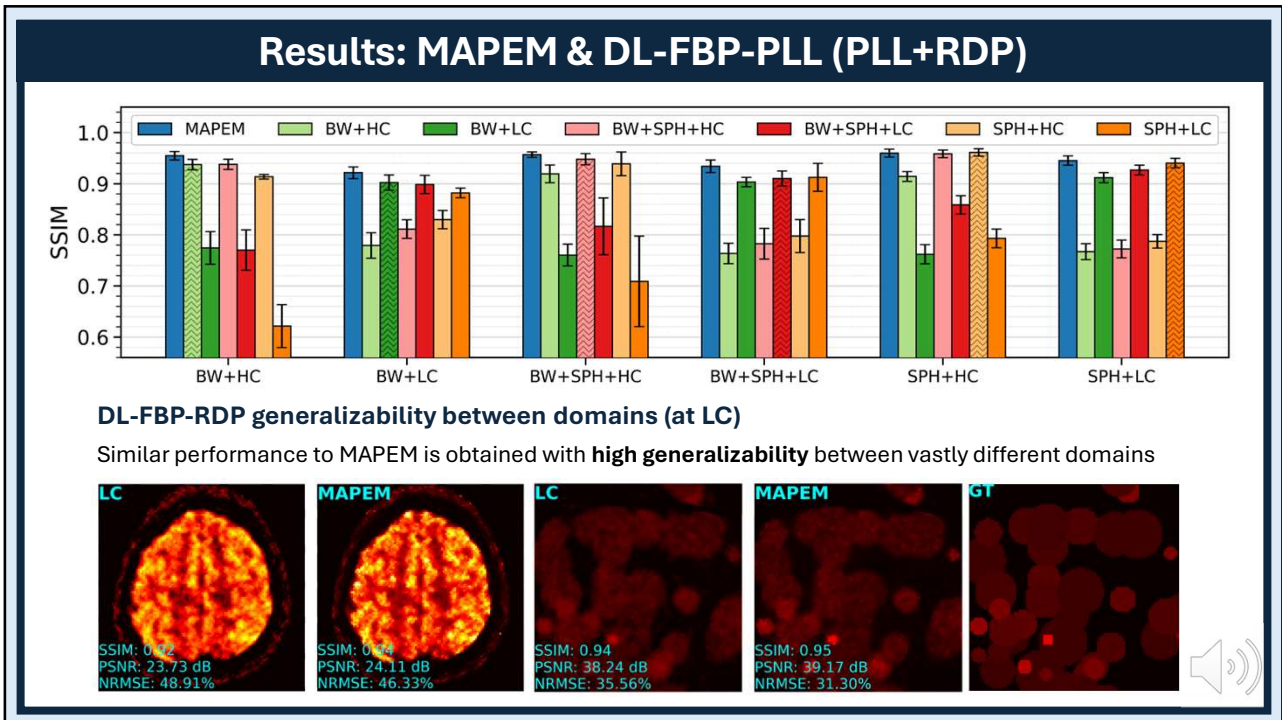 Results: MAPEM & DL-FBP-PLL (PLL+RDP)
MAPEM BW+HC BW+LC BW+SPH+HC BW+SPH+LC SPH+HC SPH+LC
SSIM
1.0
0.9
0.8
0.7
0.6
BW+HC BW+LC BW+SPH+HC BW+SPH+LC SPH+HC SPH+LC
DL-FBP-RDP generalizability between domains (at LC)
Similar performance to MAPEM is obtained with high generalizability between vastly different domains
LC
SSIM: 0.92
PSNR: 23.73 dB
NRMSE: 48.91%
MAPEM
SSIM: 0.94
PSNR: 24.11 dB
NRMSE: 46.33%
LC
SSIM: 0.94
PSNR: 38.24 dB
NRMSE: 35.56%
MAPEM
SSIM: 0.95
PSNR: 39.17 dB
NRMSE: 31.30%
GT